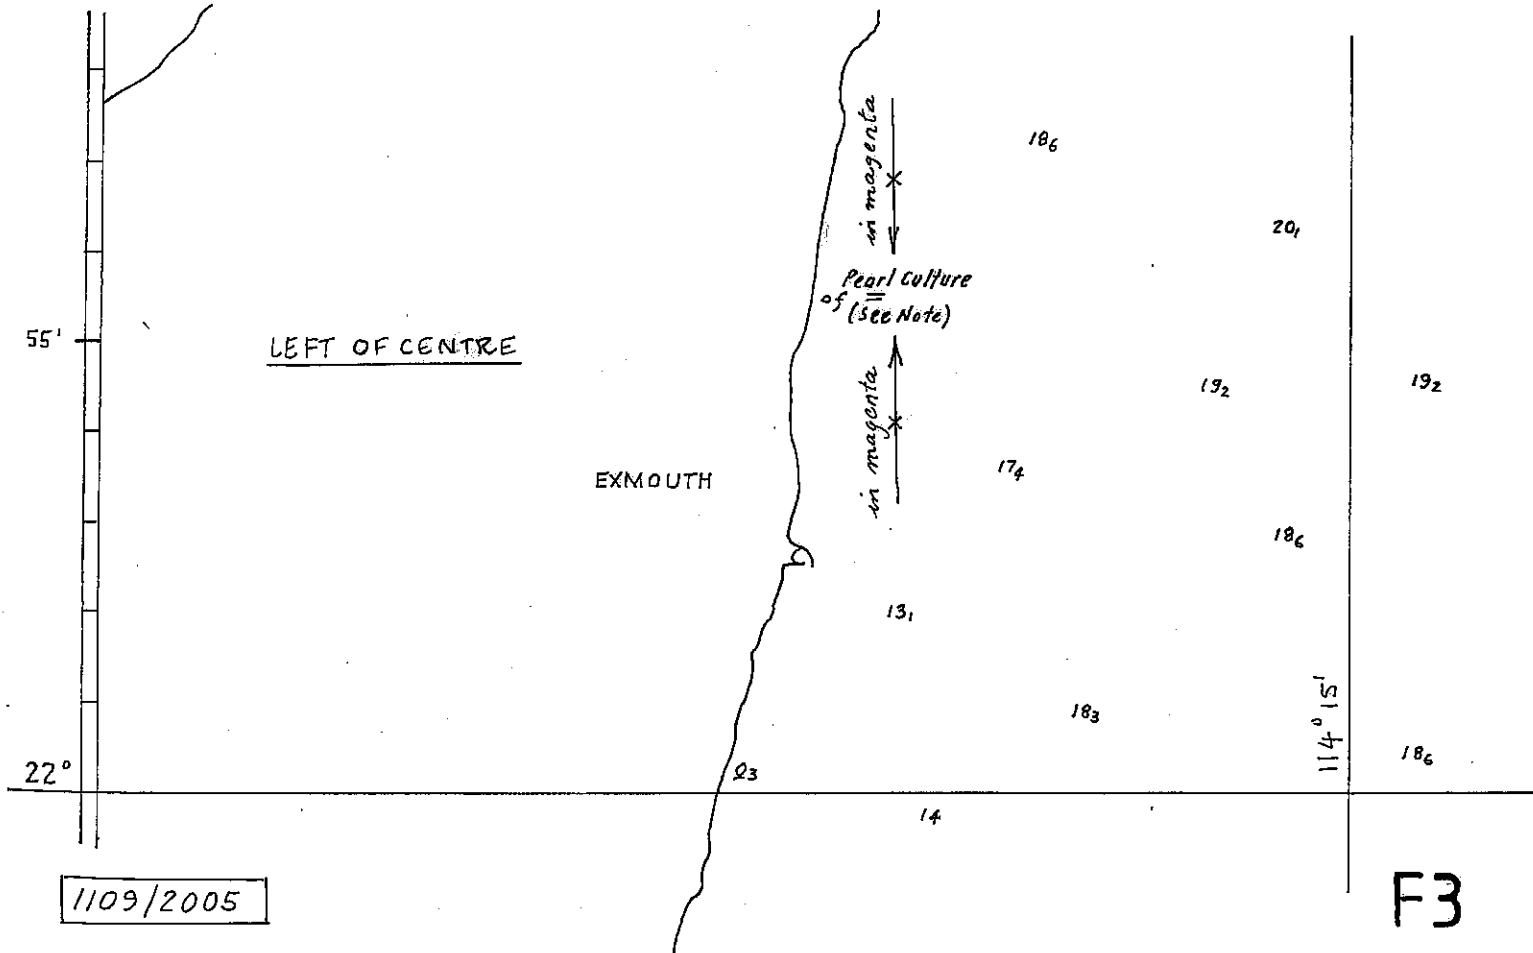 in magenta
18₆
20₁
Pearl Culture
of (See Note)
55'
LEFT OF CENTRE
in magenta
19₂
19₂
17₄
EXMOUTH
18₆
13₁
18₃
114° 15'
18₆
22°
14
1109/2005
F3